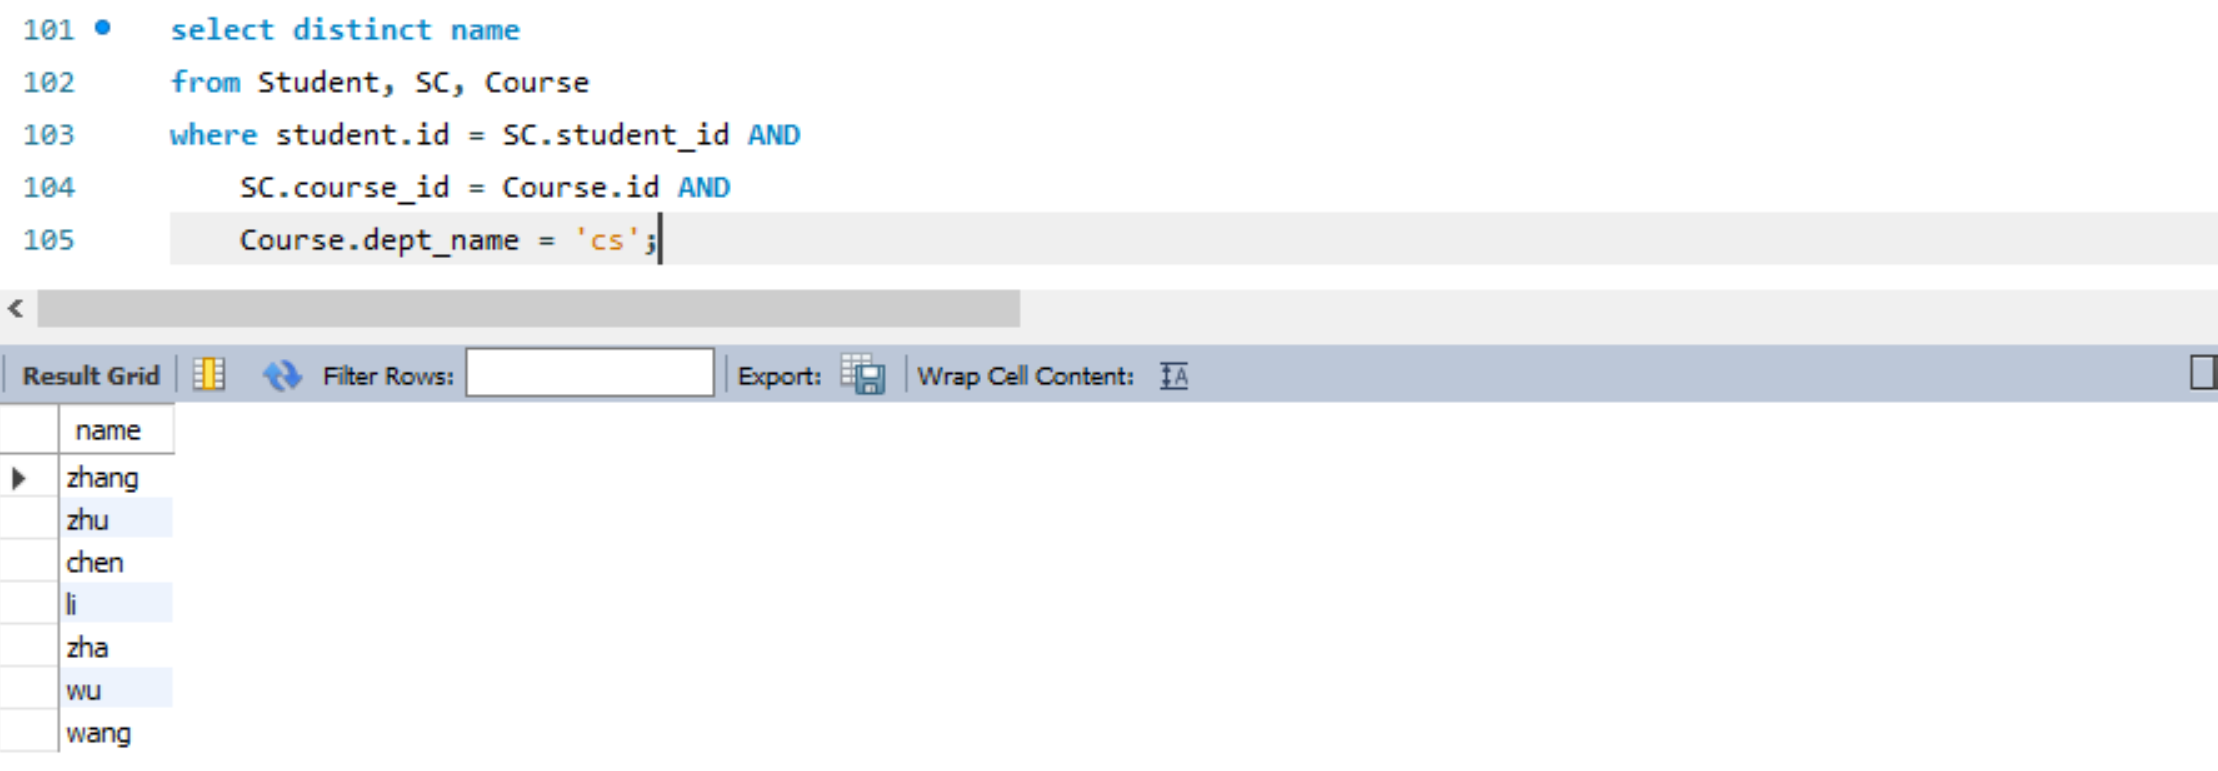 101 select distinct name
102 from Student, SC, Course
103 where student.id = SC.student_id AND
104 SC.course_id = Course.id AND
105 Course.dept_name = 'cs';
Result Grid Filter Rows: Export: Wrap Cell Content: IA
name
zhang
zhu
chen
li
zha
wu
wang